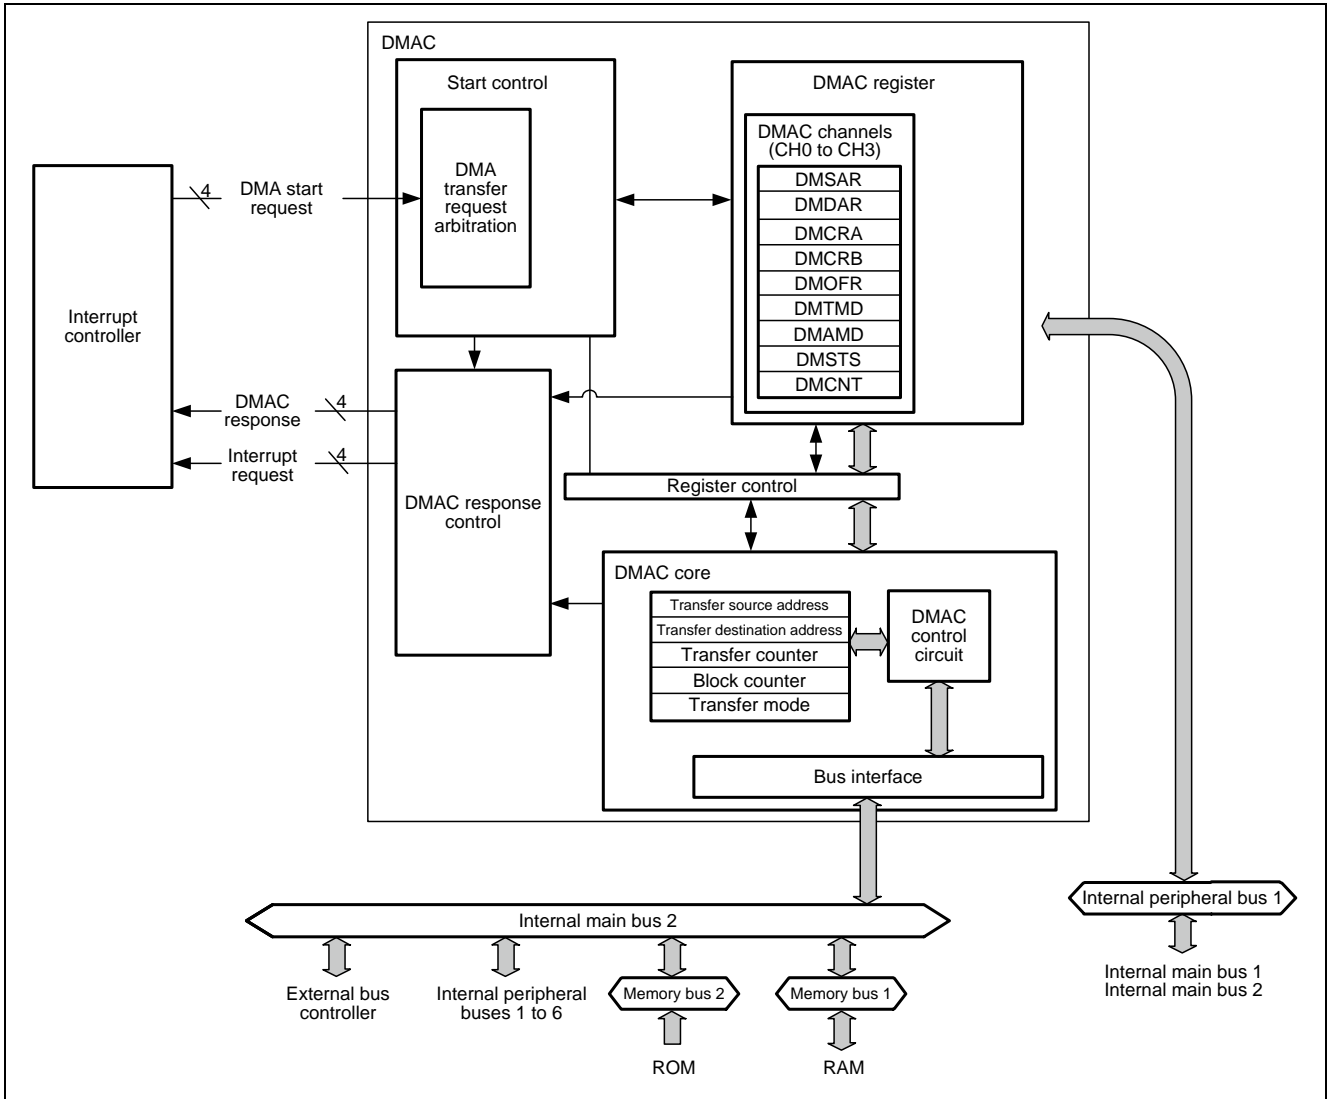 DMAC
Start control
DMA
transfer
request
arbitration
DMAC register
DMAC channels
(CH0 to CH3)
DMSAR
DMDAR
DMCRA
DMCRB
DMOFR
DMTMD
DMAMD
DMSTS
DMCNT
Interrupt
controller
4
DMA start
request
DMAC
response
4
Interrupt
request
4
DMAC response
control
Register control
DMAC core
Transfer source address
Transfer destination address
Transfer counter
Block counter
Transfer mode
DMAC
control
circuit
Bus interface
Internal main bus 2
Internal peripheral bus 1
External bus
controller
Internal peripheral
buses 1 to 6
Memory bus 2
Memory bus 1
ROM
RAM
Internal main bus 1
Internal main bus 2